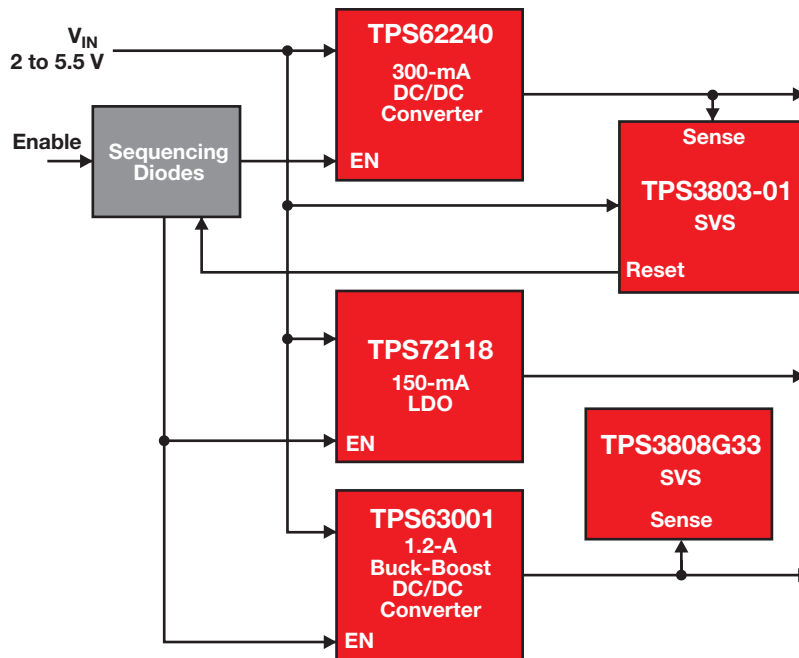 V_IN
2 to 5.5 V
Enable
Sequencing
Diodes
TPS62240
300-mA
DC/DC
Converter
EN
Sense
TPS3803-01
SVS
Reset
TPS72118
150-mA
LDO
EN
TPS3808G33
SVS
Sense
TPS63001
1.2-A
Buck-Boost
DC/DC
Converter
EN